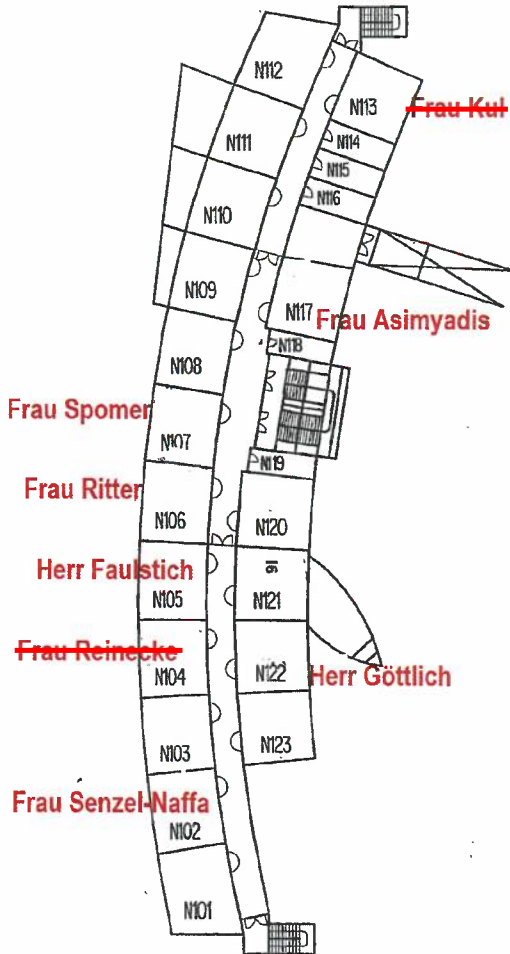 N112
N113
Frau Kul
N111
N114
N115
N116
N110
N109
N117
Frau Asimyadis
N118
N108
Frau Spomer
N107
N119
Frau Ritter
N106
N120
Herr Faulstich
16
N105
N121
Frau Reinecke
N104
N122
Herr Göttlich
N103
N123
Frau Senzel-Naffa
N102
N101